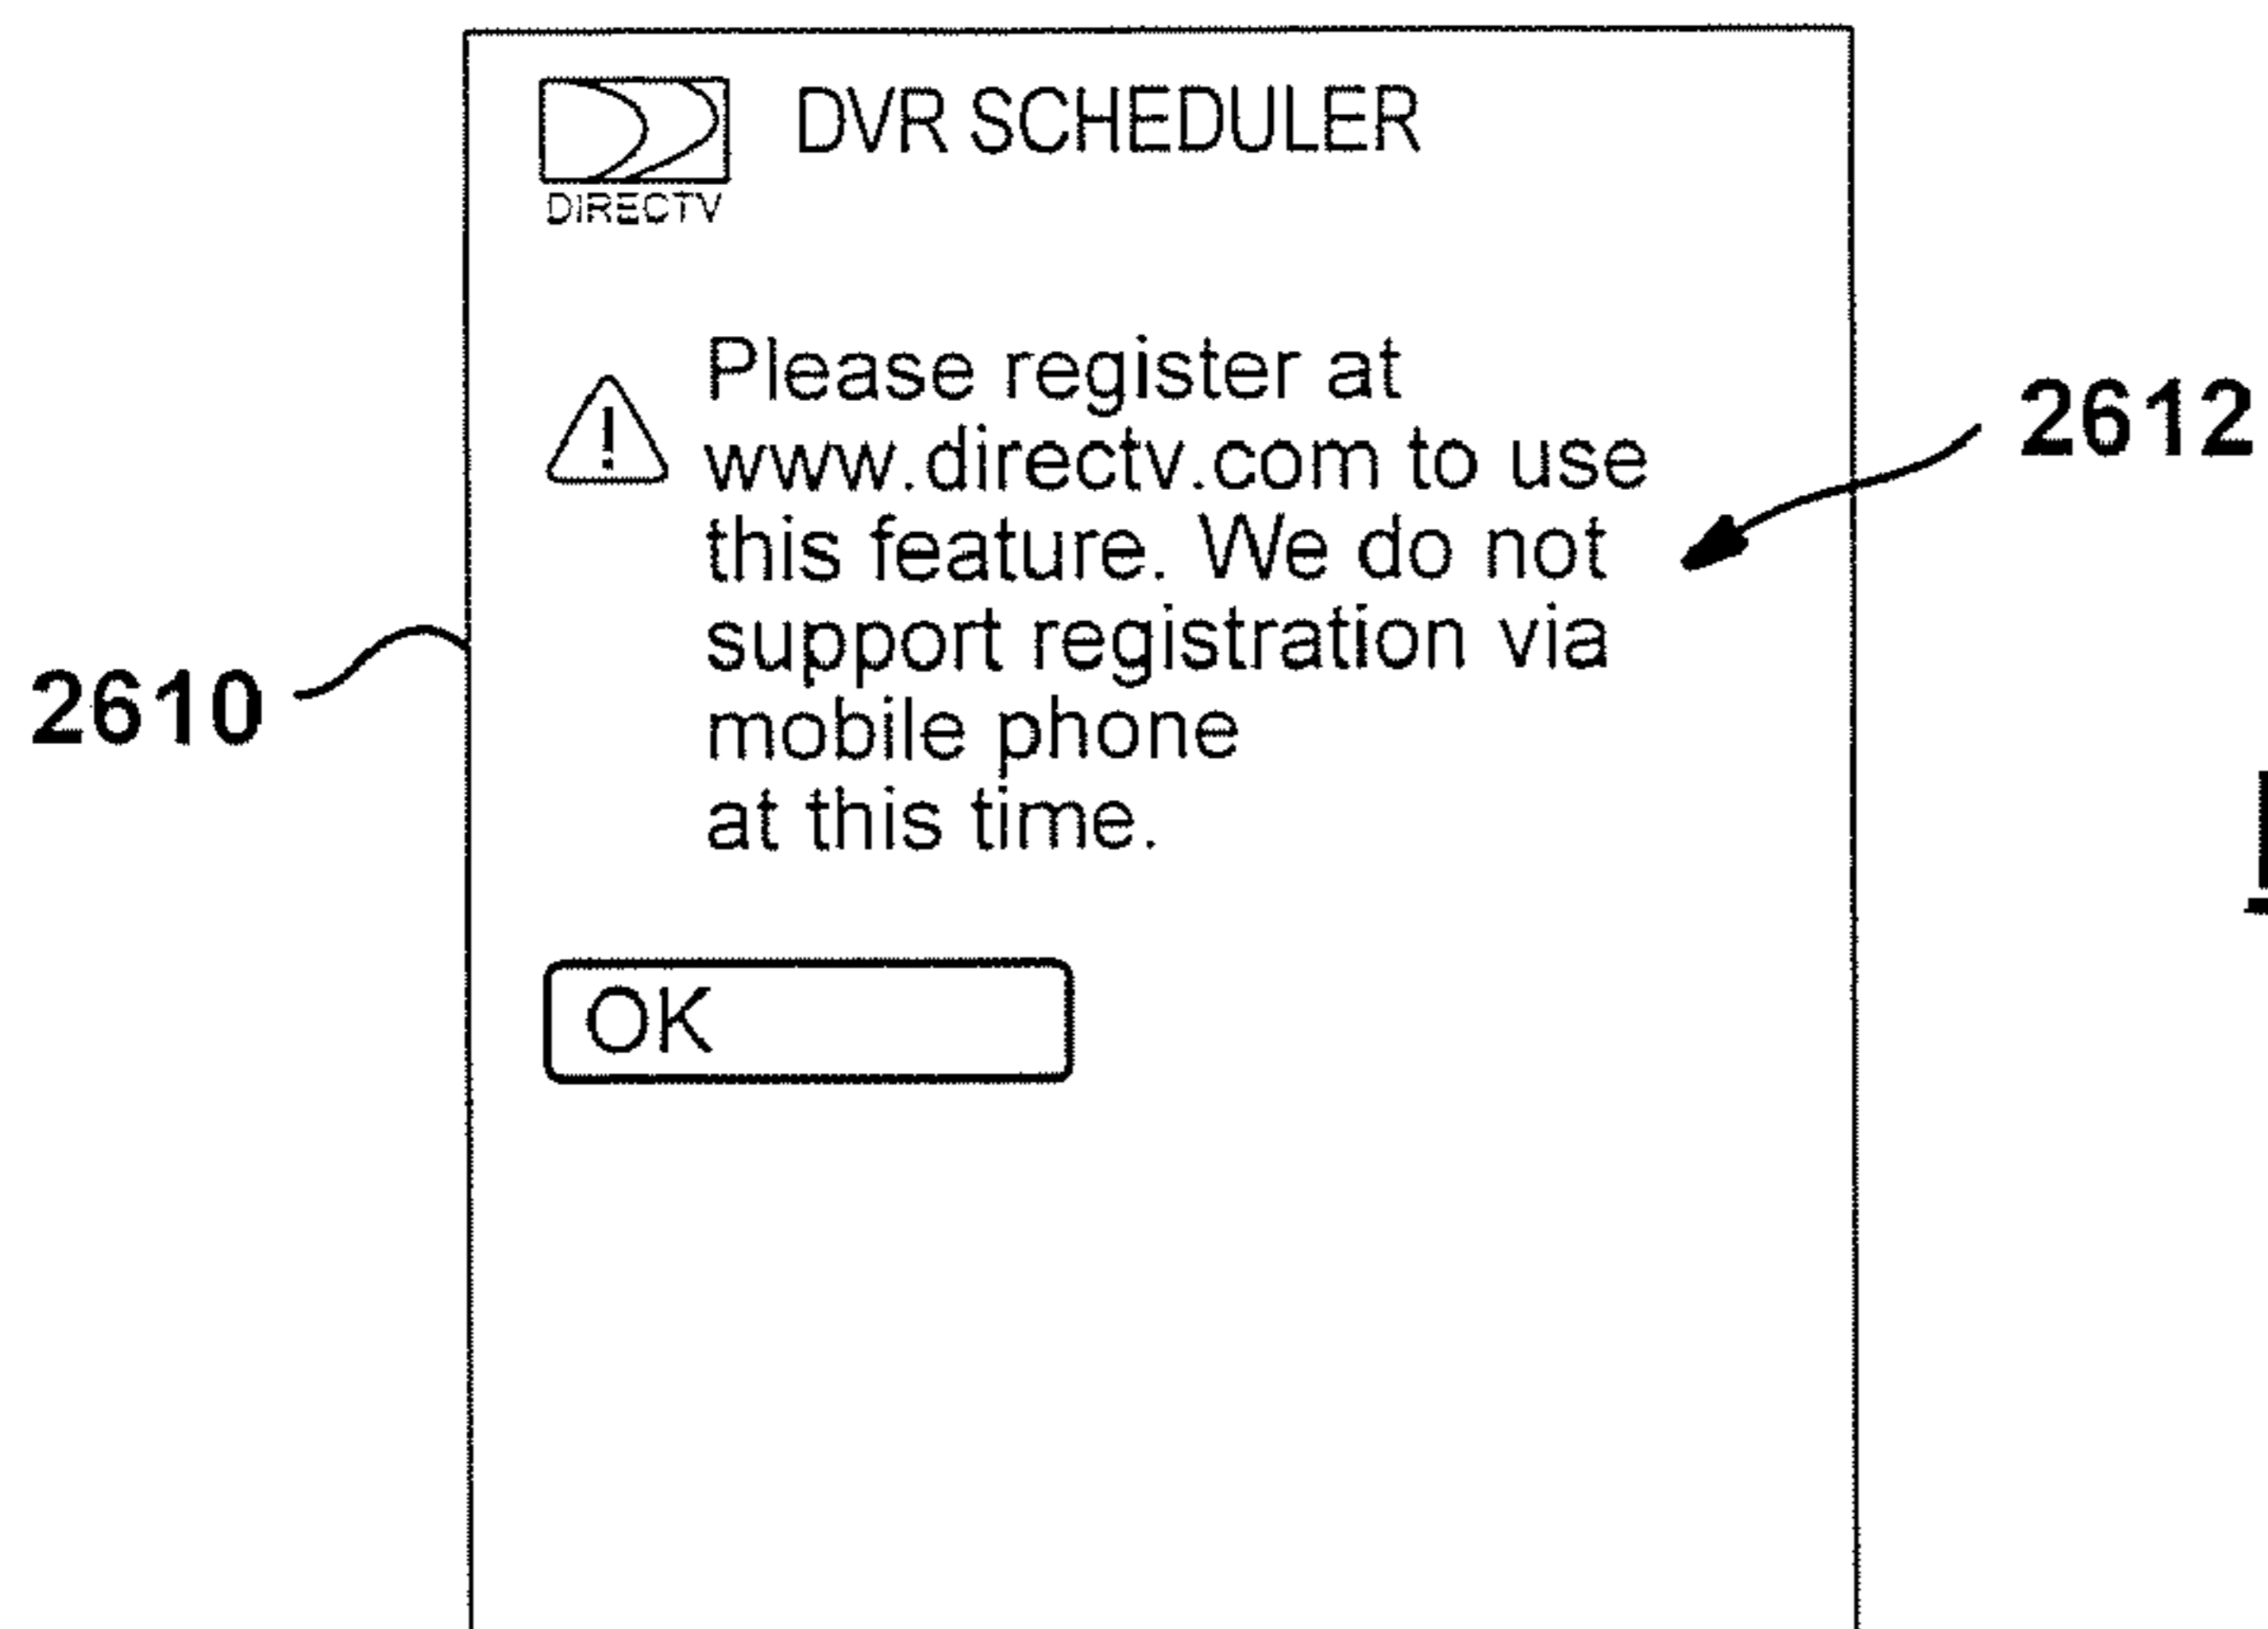 DVR SCHEDULER
DIRECTV
Please register at
www.directv.com to use
this feature. We do not
support registration via
mobile phone
at this time.
2612
2610
OK